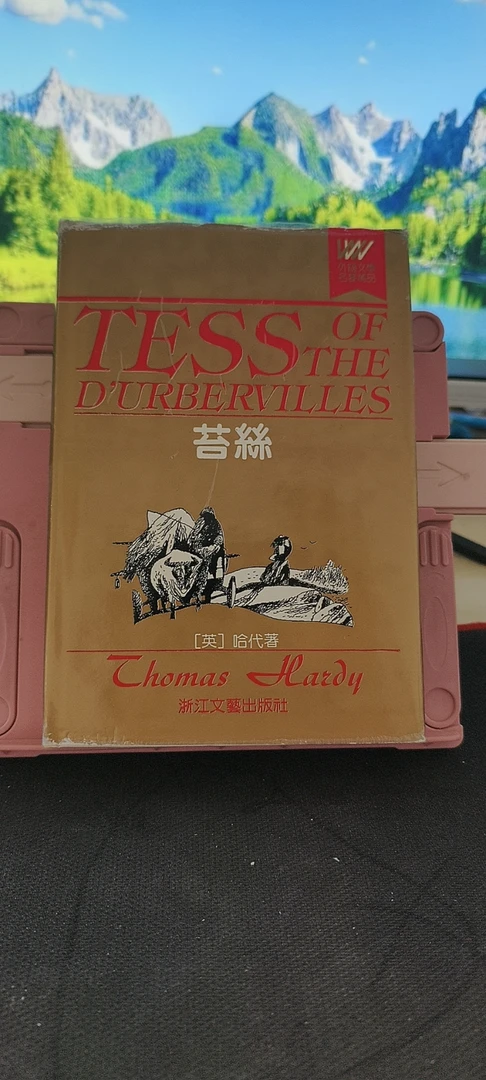 TESS OF
THE
D'URBERVILLES
苔絲
[英] 哈代著
Thomas Hardy
浙江文藝出版社